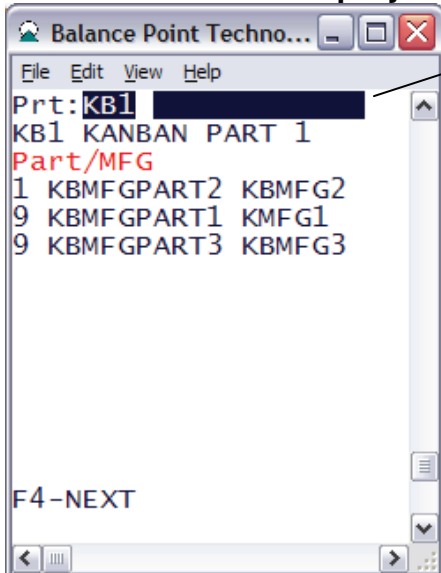 Balance Point Techno...
File Edit View Help
Prt:KB1
KB1 KANBAN PART 1
Part/MFG
1 KBMFGPART2 KBMFG2
9 KBMFGPART1 KMFG1
9 KBMFGPART3 KBMFG3
F4-NEXT